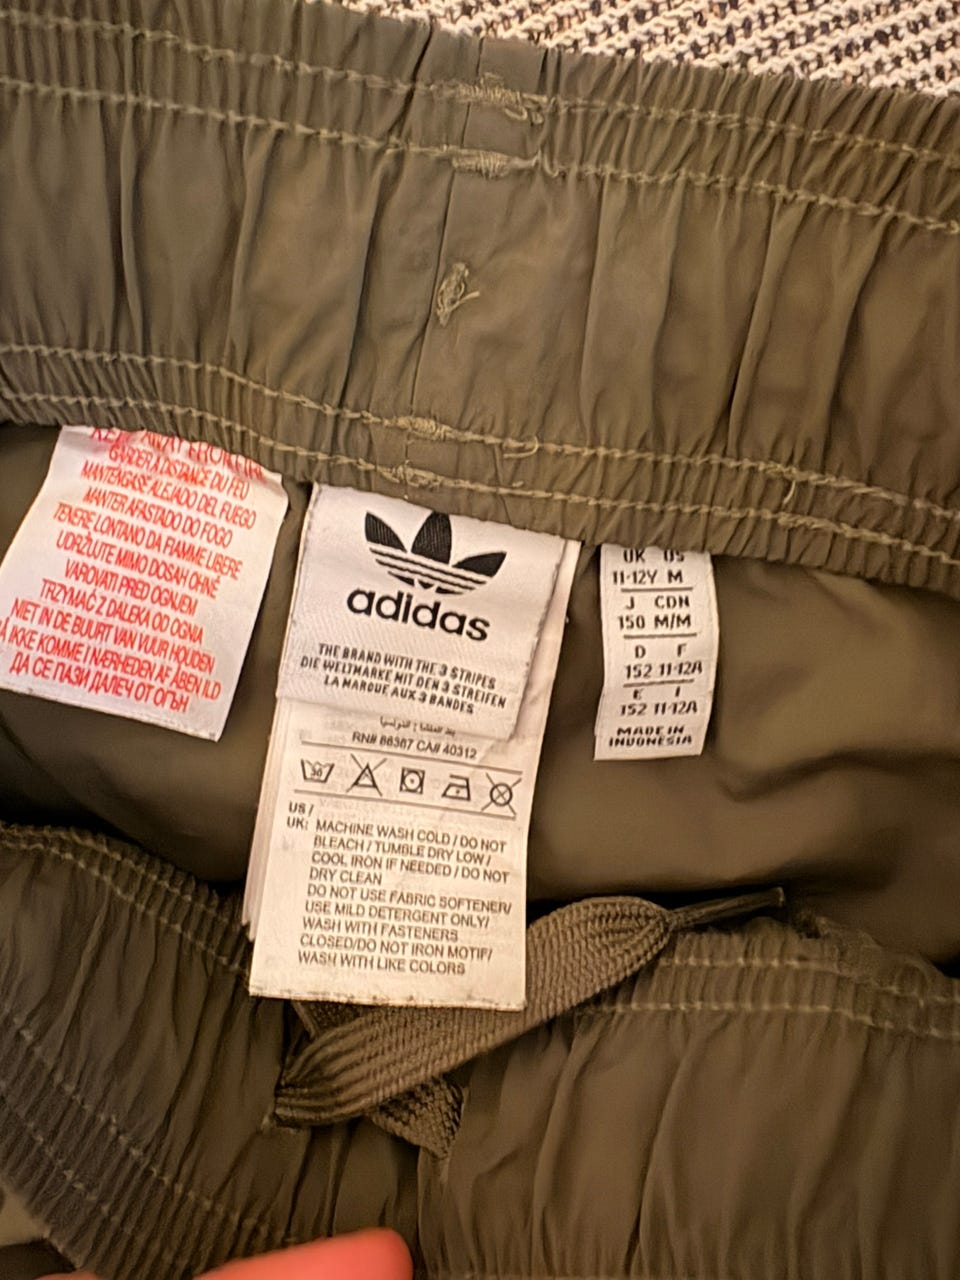 KEEP AWAY FROM FIRE
GARDER À DISTANCE DU FEU
MANTÉNGASE ALEJADO DEL FUEGO
MANTER AFASTADO DO FOGO
TENERE LONTANO DA FIAMME LIBERE
UDRŽUJTE MIMO DOSAH OHNĚ
VAROVATI PRED OGNJEM
TRZYMAĆ Z DALEKA OD OGNIA
NIET IN DE BUURT VAN VUUR HOUDEN
MÅ IKKE KOMME I NÆRHEDEN AF ÅBEN ILD
ДА СЕ ПАЗИ ДАЛЕЧ ОТ ОГЪН
adidas
THE BRAND WITH THE 3 STRIPES
DIE WELTMARKE MIT DEN 3 STREIFEN
LA MARQUE AUX 3 BANDES
RN# 88387 CA# 40312
30
US /
UK: MACHINE WASH COLD / DO NOT
BLEACH / TUMBLE DRY LOW /
COOL IRON IF NEEDED / DO NOT
DRY CLEAN
DO NOT USE FABRIC SOFTENER/
USE MILD DETERGENT ONLY/
WASH WITH FASTENERS
CLOSED/DO NOT IRON MOTIF/
WASH WITH LIKE COLORS
UK US
11-12Y M
J CDN
150 M/M
D F
152 11-12A
E I
152 11-12A
MADE IN
INDONESIA